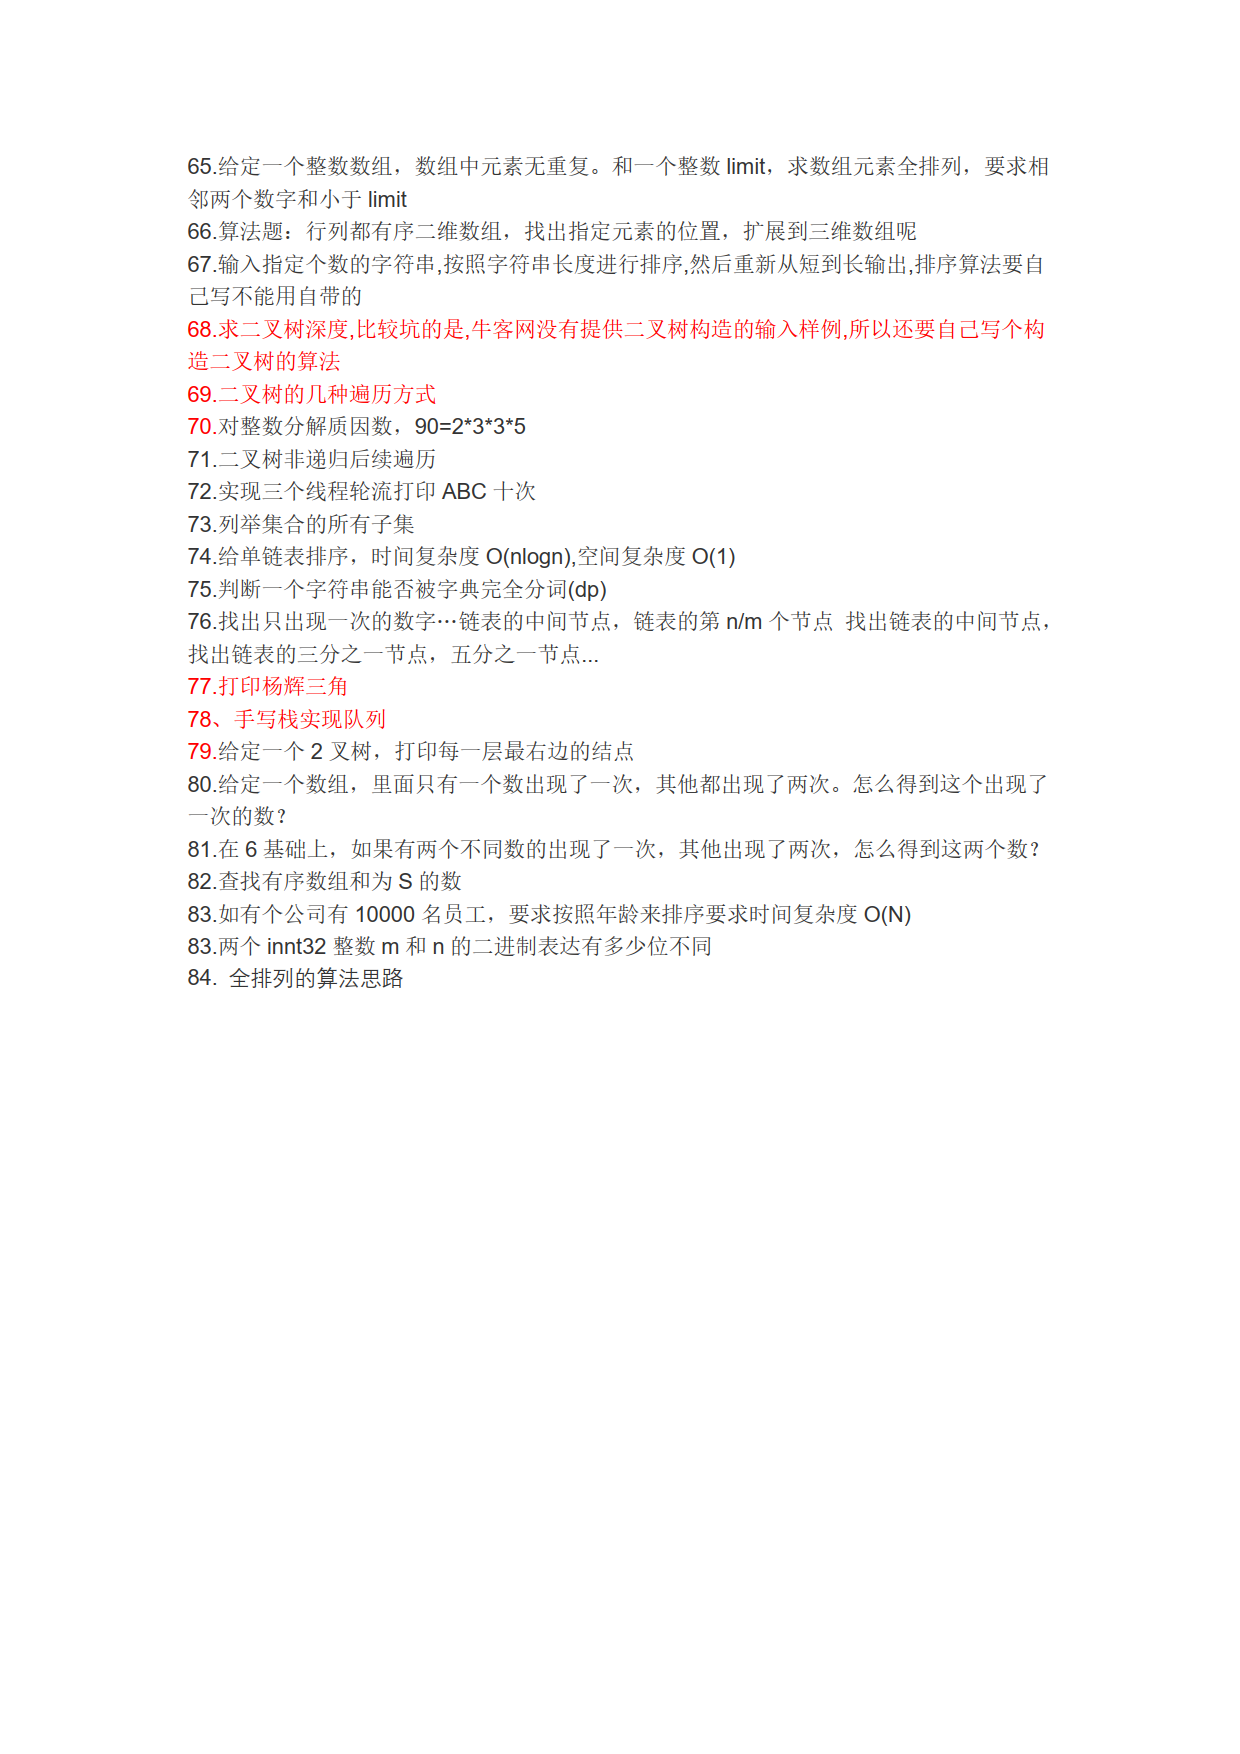 65.给定一个整数数组，数组中元素无重复。和一个整数 limit，求数组元素全排列，要求相
邻两个数字和小于 limit
66.算法题：行列都有序二维数组，找出指定元素的位置，扩展到三维数组呢
67.输入指定个数的字符串,按照字符串长度进行排序,然后重新从短到长输出,排序算法要自
己写不能用自带的
68.求二叉树深度,比较坑的是,牛客网没有提供二叉树构造的输入样例,所以还要自己写个构
造二叉树的算法
69.二叉树的几种遍历方式
70.对整数分解质因数，90=2*3*3*5
71.二叉树非递归后续遍历
72.实现三个线程轮流打印 ABC 十次
73.列举集合的所有子集
74.给单链表排序，时间复杂度 O(nlogn),空间复杂度 O(1)
75.判断一个字符串能否被字典完全分词(dp)
76.找出只出现一次的数字…链表的中间节点，链表的第 n/m 个节点 找出链表的中间节点，
找出链表的三分之一节点，五分之一节点...
77.打印杨辉三角
78、手写栈实现队列
79.给定一个 2 叉树，打印每一层最右边的结点
80.给定一个数组，里面只有一个数出现了一次，其他都出现了两次。怎么得到这个出现了
一次的数？
81.在 6 基础上，如果有两个不同数的出现了一次，其他出现了两次，怎么得到这两个数？
82.查找有序数组和为 S 的数
83.如有个公司有 10000 名员工，要求按照年龄来排序要求时间复杂度 O(N)
83.两个 innt32 整数 m 和 n 的二进制表达有多少位不同
84. 全排列的算法思路